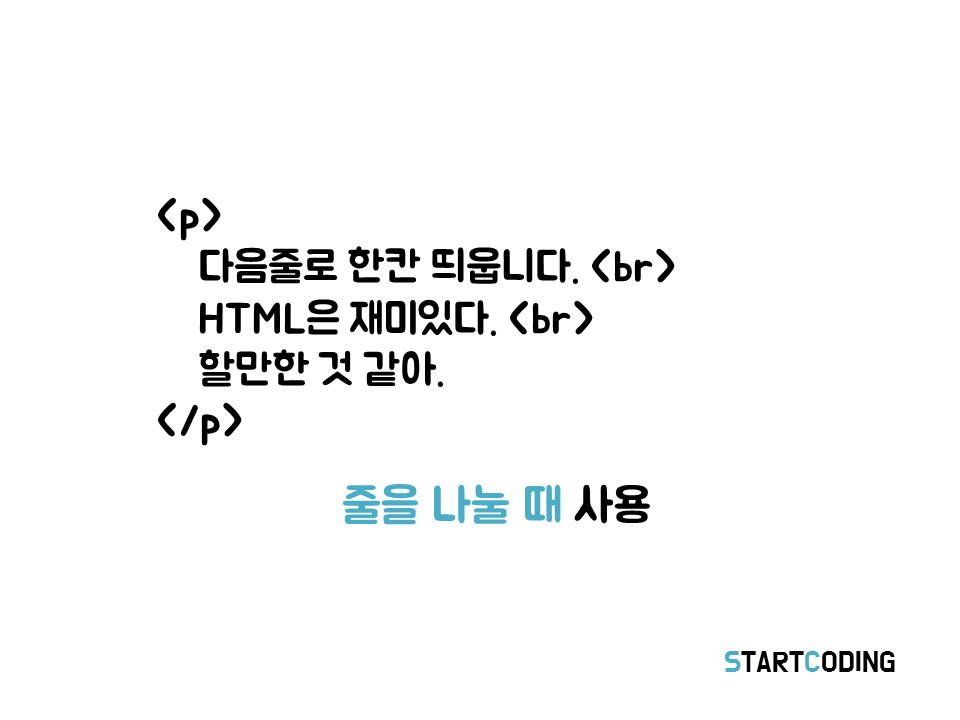 <p>
다음줄로 한칸 띄웁니다. <br>
HTML은 재미있다. <br>
할만한 것 같아.
</p>
줄을 나눌 때 사용
STARTCODING